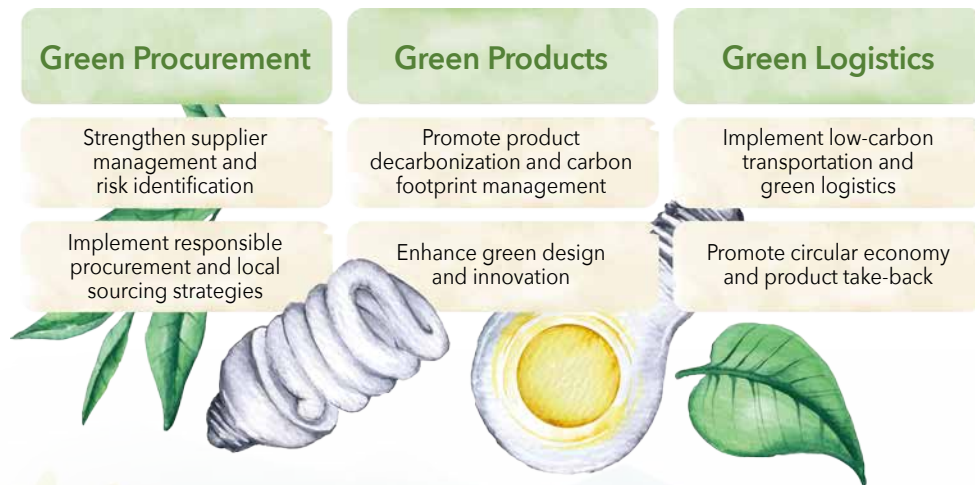 Green Procurement
Green Products
Green Logistics
Strengthen supplier
management and
risk identification
Promote product
decarbonization and carbon
footprint management
Implement low-carbon
transportation and
green logistics
Implement responsible
procurement and local
sourcing strategies
Enhance green design
and innovation
Promote circular economy
and product take-back